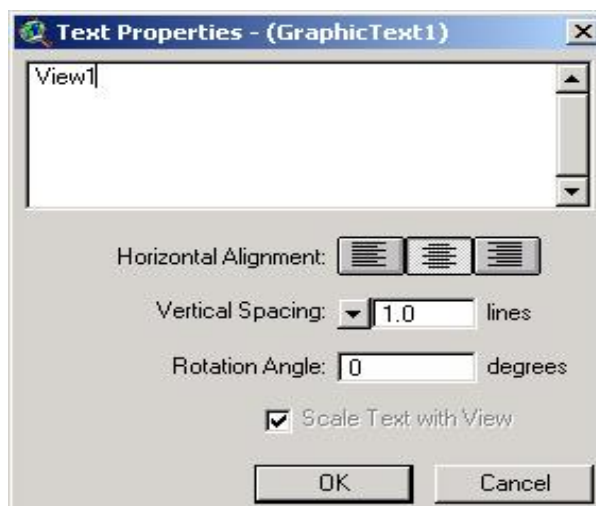 Text Properties - (GraphicText1)
View1
Horizontal Alignment:
Vertical Spacing: 1.0 lines
Rotation Angle: 0 degrees
Scale Text with View
OK Cancel